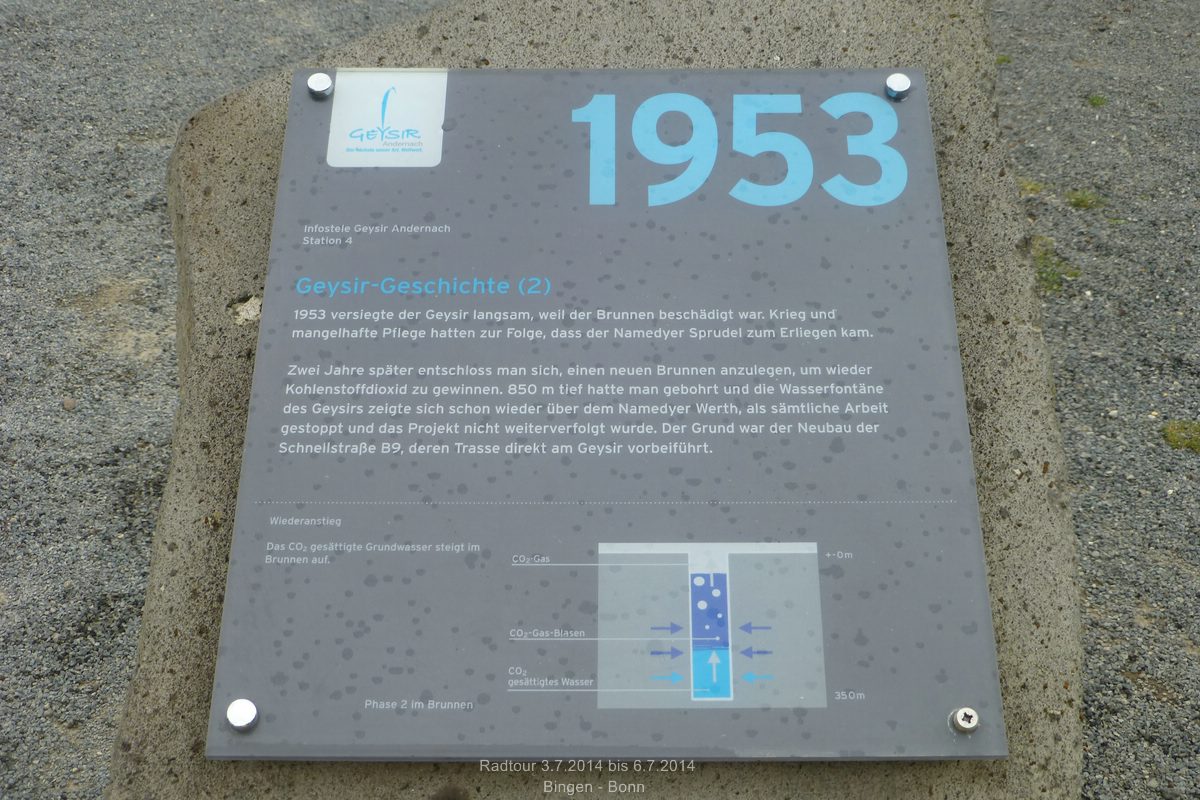 GEYSIR
Andernach
1953
Infostele Geysir Andernach
Station 4
Geysir-Geschichte (2)
1953 versiegte der Geysir langsam, weil der Brunnen beschädigt war. Krieg und
mangelhafte Pflege hatten zur Folge, dass der Namedyer Sprudel zum Erliegen kam.
Zwei Jahre später entschloss man sich, einen neuen Brunnen anzulegen, um wieder
Kohlenstoffdioxid zu gewinnen. 850 m tief hatte man gebohrt und die Wasserfontäne
des Geysirs zeigte sich schon wieder über dem Namedyer Werth, als sämtliche Arbeit
gestoppt und das Projekt nicht weiterverfolgt wurde. Der Grund war der Neubau der
Schnellstraße B9, deren Trasse direkt am Geysir vorbeiführt.
Wiederanstieg
Das CO₂ gesättigte Grundwasser steigt im
Brunnen auf.
CO₂-Gas
+-0m
CO₂-Gas-Blasen
CO₂
gesättigtes Wasser
350m
Phase 2 im Brunnen
Radtour 3.7.2014 bis 6.7.2014
Bingen - Bonn